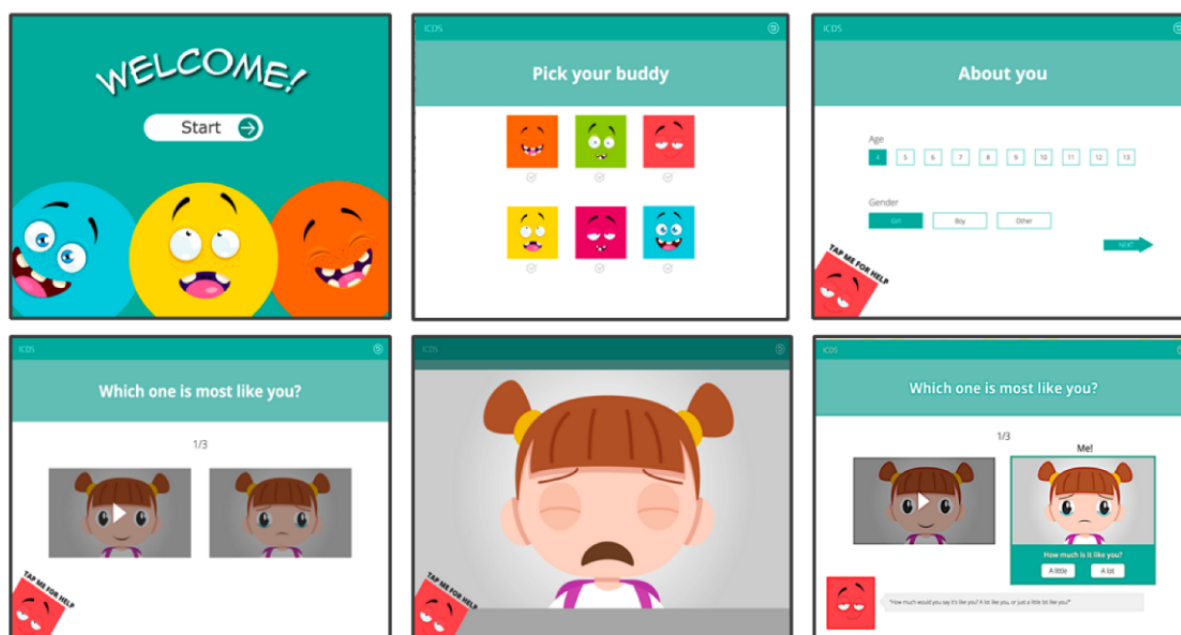 WELCOME!
Start
ICDS
Pick your buddy
ICDS
About you
Age
4 5 6 7 8 9 10 11 12 13
Gender
Girl Boy Other
NEXT
TAP ME FOR HELP
ICDS
Which one is most like you?
1/3
TAP ME FOR HELP
ICDS
TAP ME FOR HELP
ICDS
Which one is most like you?
1/3
Me!
How much is it like you?
A little A lot
"How much would you say it's like you? A lot like you, or just a little bit like you?"